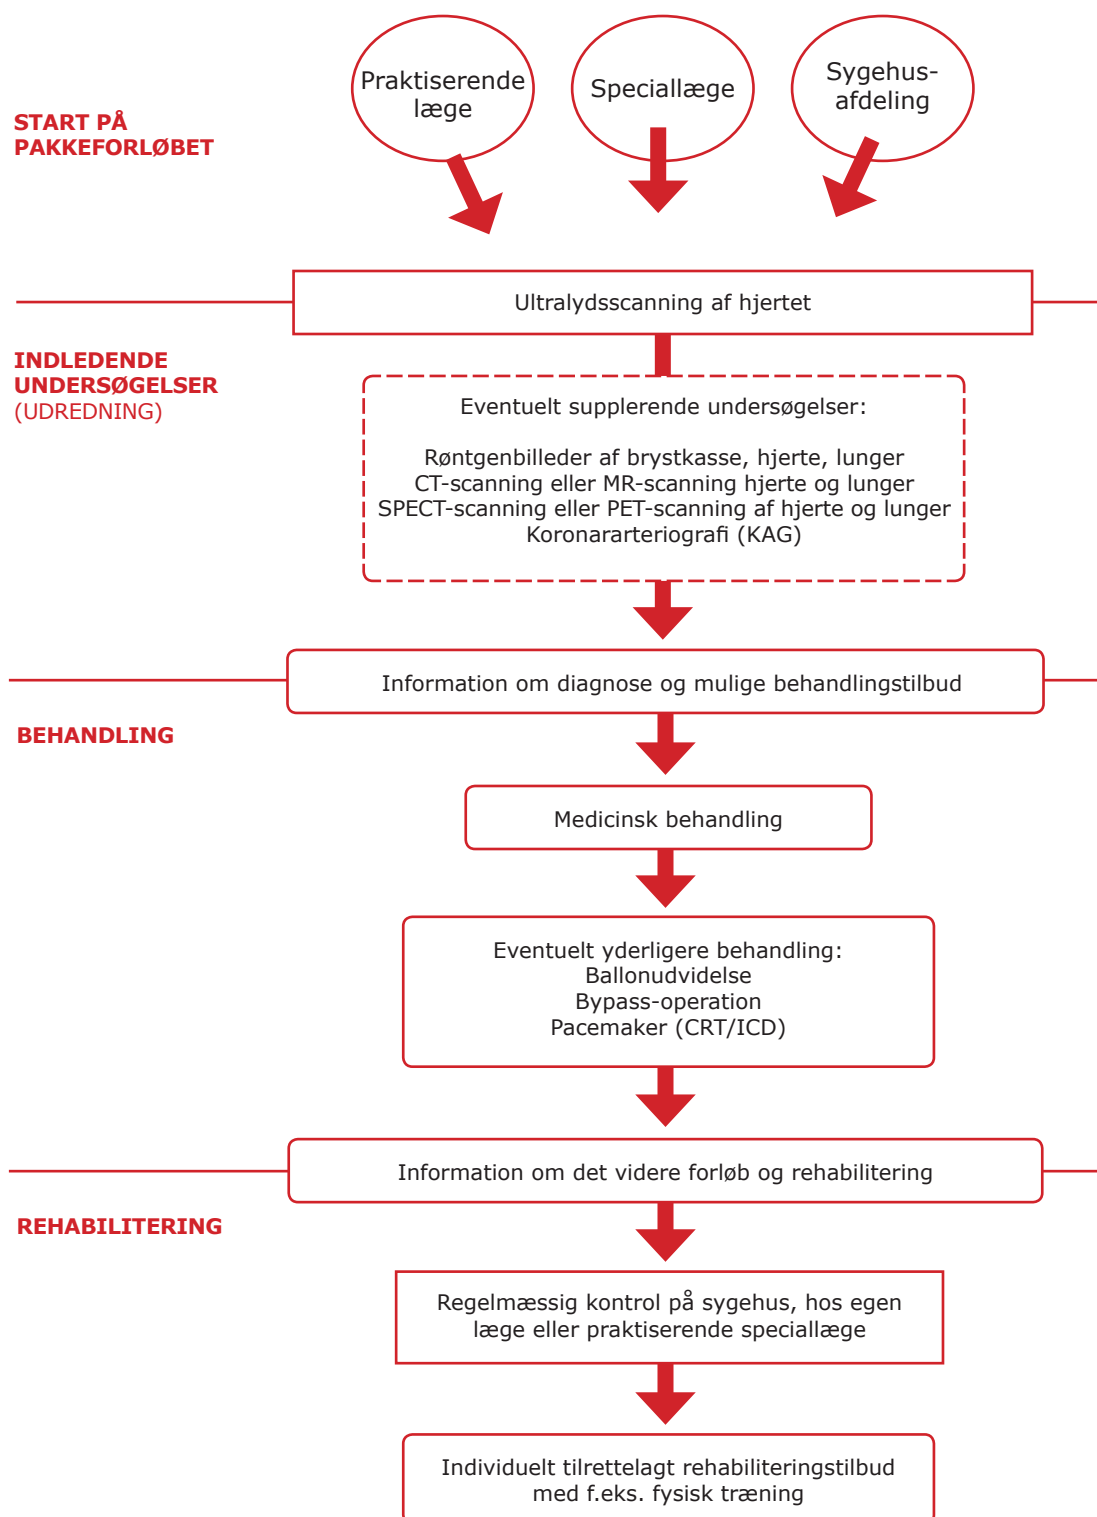 START PÅ
PAKKEFORLØBET
Praktiserende
læge
Speciallæge
Sygehus-
afdeling
Ultralydsscanning af hjertet
INDLEDENDE
UNDERSØGELSER
(UDREDNING)
Eventuelt supplerende undersøgelser:
Røntgenbilleder af brystkasse, hjerte, lunger
CT-scanning eller MR-scanning hjerte og lunger
SPECT-scanning eller PET-scanning af hjerte og lunger
Koronararteriografi (KAG)
Information om diagnose og mulige behandlingstilbud
BEHANDLING
Medicinsk behandling
Eventuelt yderligere behandling:
Ballonudvidelse
Bypass-operation
Pacemaker (CRT/ICD)
Information om det videre forløb og rehabilitering
REHABILITERING
Regelmæssig kontrol på sygehus, hos egen
læge eller praktiserende speciallæge
Individuelt tilrettelagt rehabiliteringstilbud
med f.eks. fysisk træning